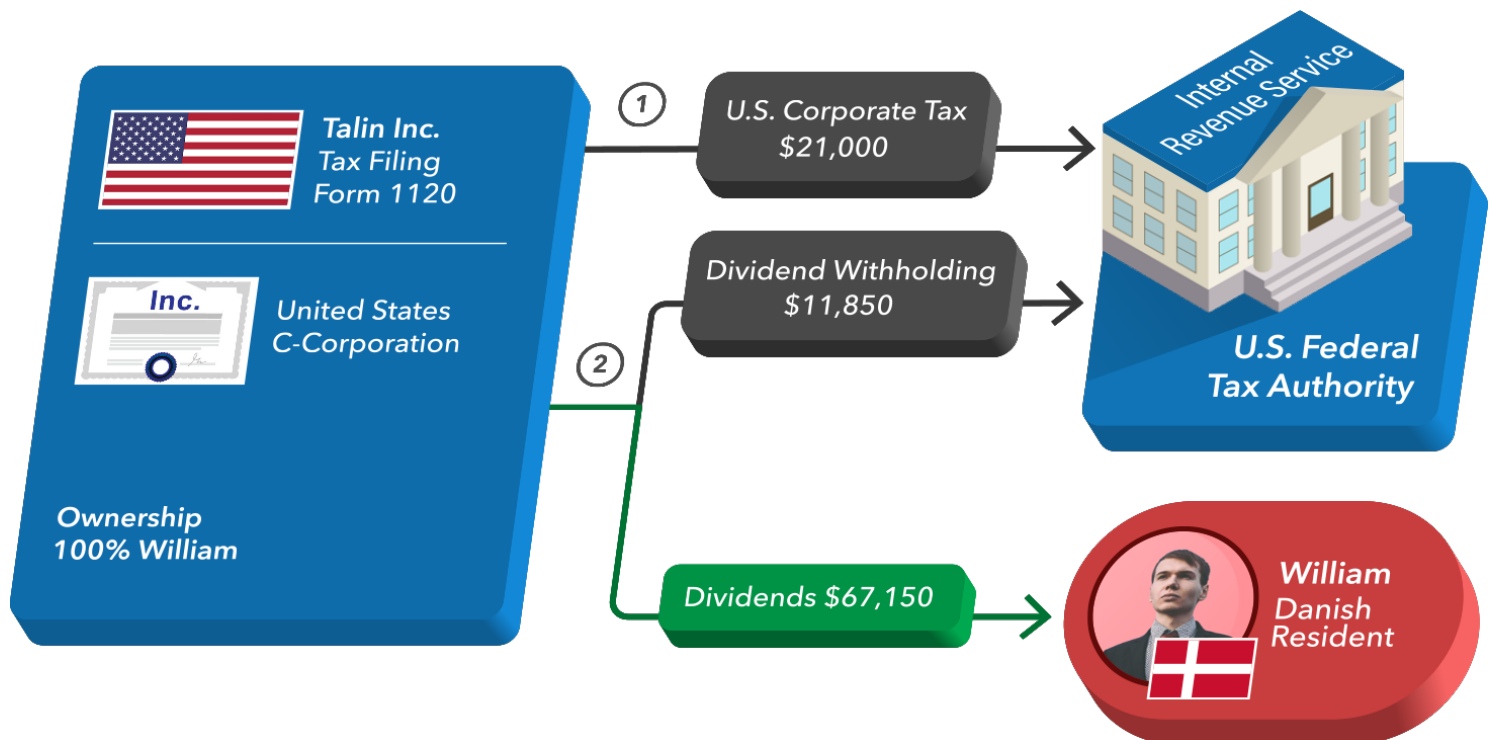 Talin Inc.
Tax Filing
Form 1120
Inc.
United States
C-Corporation
Ownership
100% William
1
U.S. Corporate Tax
$21,000
2
Dividend Withholding
$11,850
Dividends $67,150
Internal
Revenue Service
U.S. Federal
Tax Authority
William
Danish
Resident